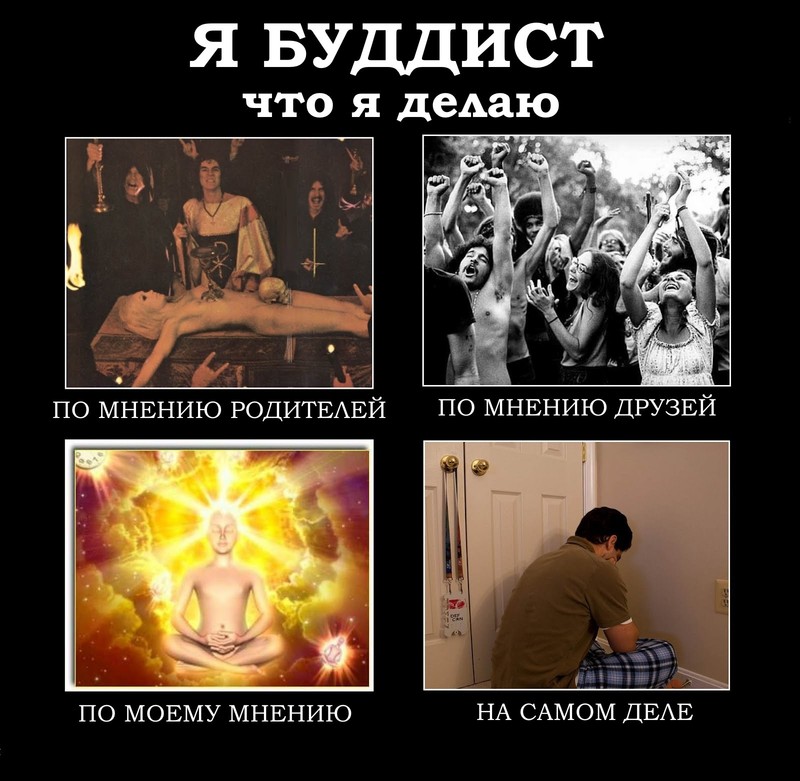 Я БУДДИСТ
что я делаю
ПО МНЕНИЮ РОДИТЕЛЕЙ
ПО МНЕНИЮ ДРУЗЕЙ
ПО МОЕМУ МНЕНИЮ
НА САМОМ ДЕЛЕ